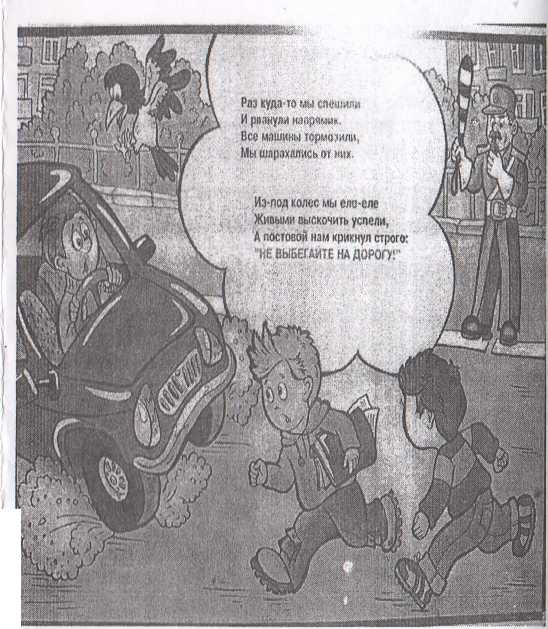 Раз куда-то мы спешили
И рванули напрямик.
Все машины тормозили,
Мы шарахались от них.
Из-под колес мы еле-еле
Живыми выскочить успели,
А постовой нам крикнул строго:
"НЕ ВЫБЕГАЙТЕ НА ДОРОГУ!"